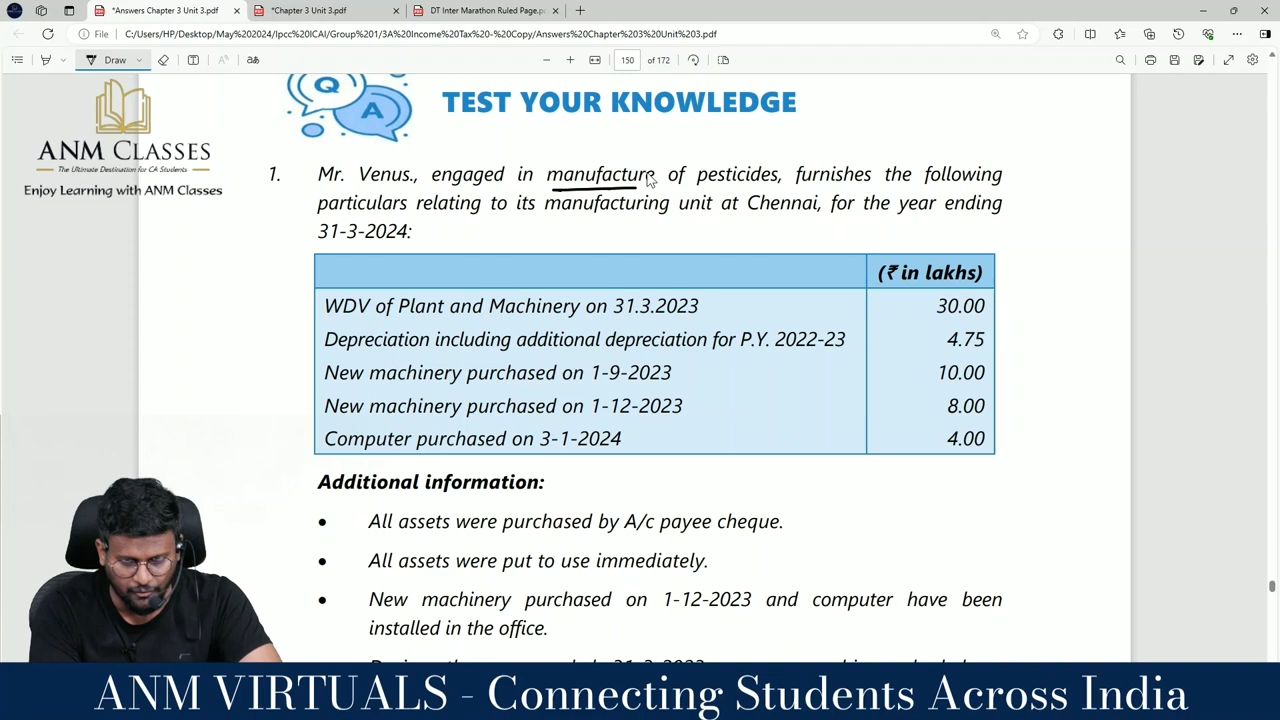 *Answers Chapter 3 Unit 3.pdf
*Chapter 3 Unit 3.pdf
DT Inter Marathon Ruled Page.p
File
C:/Users/HP/Desktop/May%202024/Ipcc%20ICAI/Group%201/3A%20Income%20Tax%20-%20Copy/Answers%20Chapter%203%20Unit%203.pdf
Draw
150 of 172
Q A
TEST YOUR KNOWLEDGE
ANM CLASSES
The Ultimate Destination for CA Students
Enjoy Learning with ANM Classes
1. Mr. Venus., engaged in manufacture of pesticides, furnishes the following
particulars relating to its manufacturing unit at Chennai, for the year ending
31-3-2024:
(₹ in lakhs)
WDV of Plant and Machinery on 31.3.2023 30.00
Depreciation including additional depreciation for P.Y. 2022-23 4.75
New machinery purchased on 1-9-2023 10.00
New machinery purchased on 1-12-2023 8.00
Computer purchased on 3-1-2024 4.00
Additional information:
• All assets were purchased by A/c payee cheque.
• All assets were put to use immediately.
• New machinery purchased on 1-12-2023 and computer have been
installed in the office.
ANM VIRTUALS - Connecting Students Across India